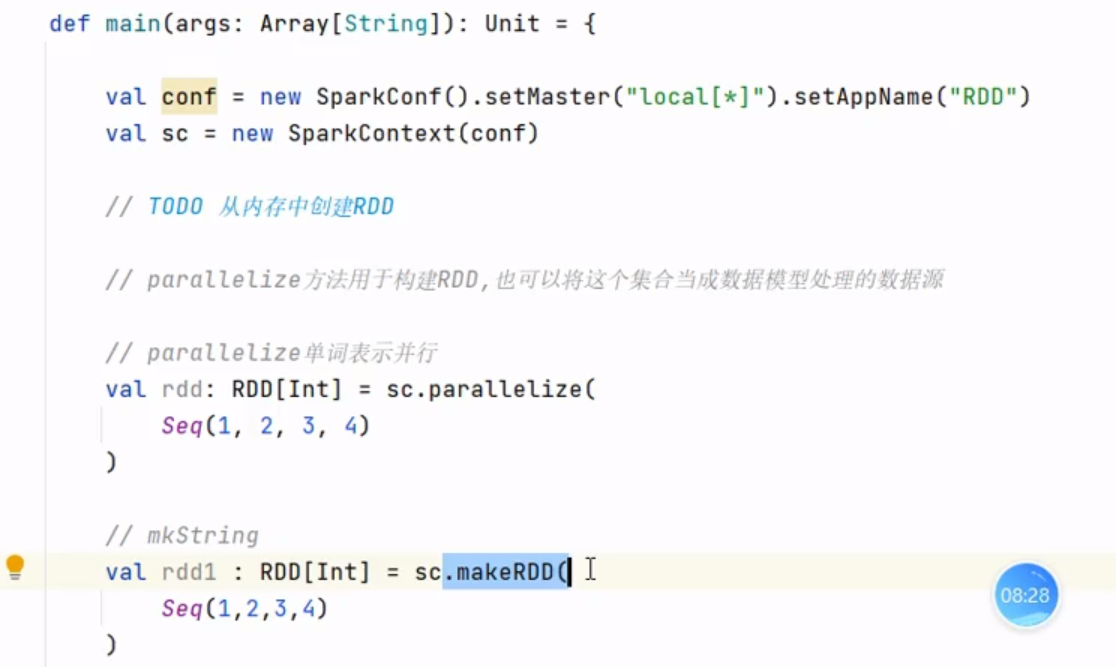 def main(args: Array[String]): Unit = {
val conf = new SparkConf().setMaster("local[*]").setAppName("RDD")
val sc = new SparkContext(conf)
// TODO 从内存中创建RDD
// parallelize方法用于构建RDD,也可以将这个集合当成数据模型处理的数据源
// parallelize单词表示并行
val rdd: RDD[Int] = sc.parallelize(
Seq(1, 2, 3, 4)
)
// mkString
val rdd1 : RDD[Int] = sc.makeRDD(
Seq(1,2,3,4)
)
08:28